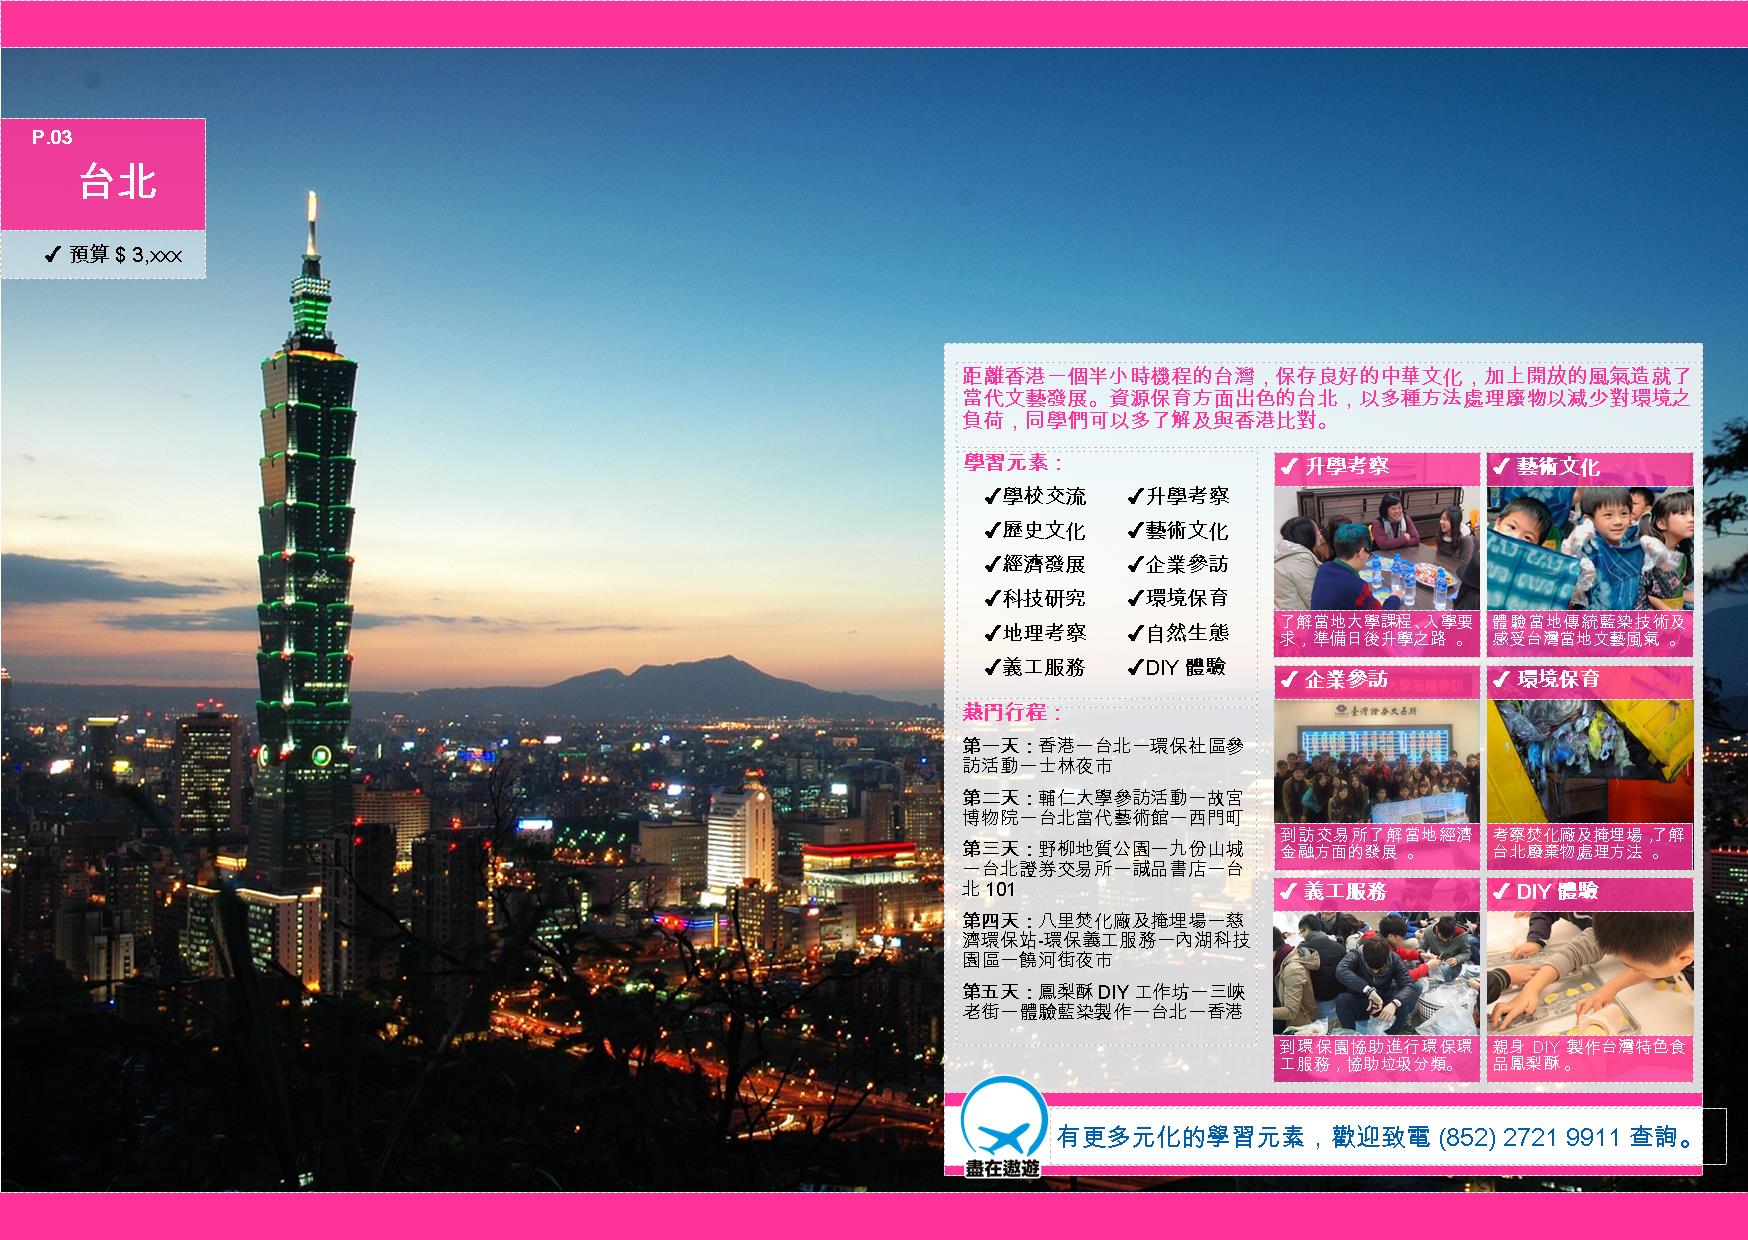 P.03
台北
✓ 預算 $ 3,xxx
距離香港一個半小時機程的台灣，保存良好的中華文化，加上開放的風氣造就了
當代文藝發展。資源保育方面出色的台北，以多種方法處理廢物以減少對環境之
負荷，同學們可以多了解及與香港比對。
學習元素：
✓學校交流 ✓升學考察
✓歷史文化 ✓藝術文化
✓經濟發展 ✓企業參訪
✓科技研究 ✓環境保育
✓地理考察 ✓自然生態
✓義工服務 ✓DIY 體驗
熱門行程：
第一天：香港－台北－環保社區參
訪活動－士林夜市
第二天：輔仁大學參訪活動－故宮
博物院－台北當代藝術館－西門町
第三天：野柳地質公園－九份山城
－台北證券交易所－誠品書店－台
北 101
第四天：八里焚化廠及掩埋場－慈
濟環保站-環保義工服務－內湖科技
園區－饒河街夜市
第五天：鳳梨酥 DIY 工作坊－三峽
老街－體驗藍染製作－台北－香港
✓ 升學考察
了解當地大學課程、入學要
求，準備日後升學之路 。
✓ 藝術文化
體驗當地傳統藍染技術及
感受台灣當地文藝風氣 。
✓ 企業參訪
臺灣證券交易所
到訪交易所了解當地經濟
金融方面的發展 。
✓ 環境保育
考察焚化廠及掩埋場 ,了解
台北廢棄物處理方法 。
✓ 義工服務
到環保園協助進行環保環
工服務，協助垃圾分類。
✓ DIY 體驗
親身 DIY 製作台灣特色食
品鳳梨酥。
盡在遨遊
有更多元化的學習元素，歡迎致電 (852) 2721 9911 查詢。